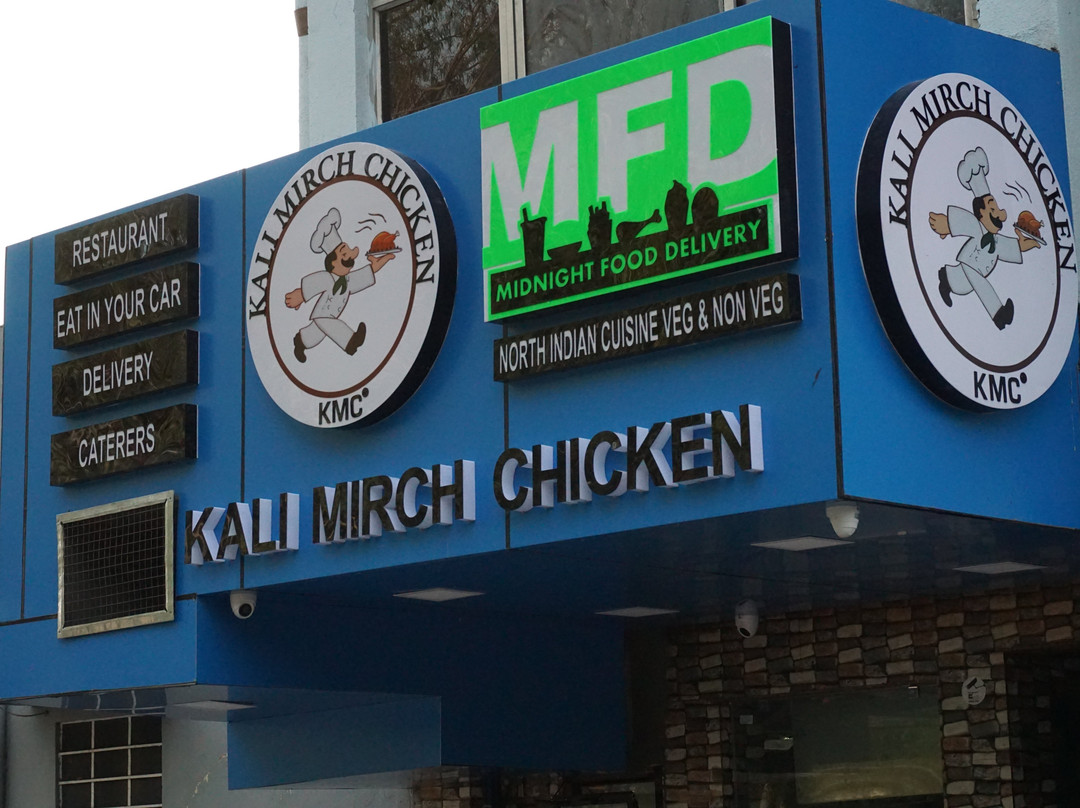 RESTAURANT
EAT IN YOUR CAR
DELIVERY
CATERERS
KALI MIRCH CHICKEN
KMC
MFD
MIDNIGHT FOOD DELIVERY
NORTH INDIAN CUISINE VEG & NON VEG
KALI MIRCH CHICKEN
KALI MIRCH CHICKEN
KMC